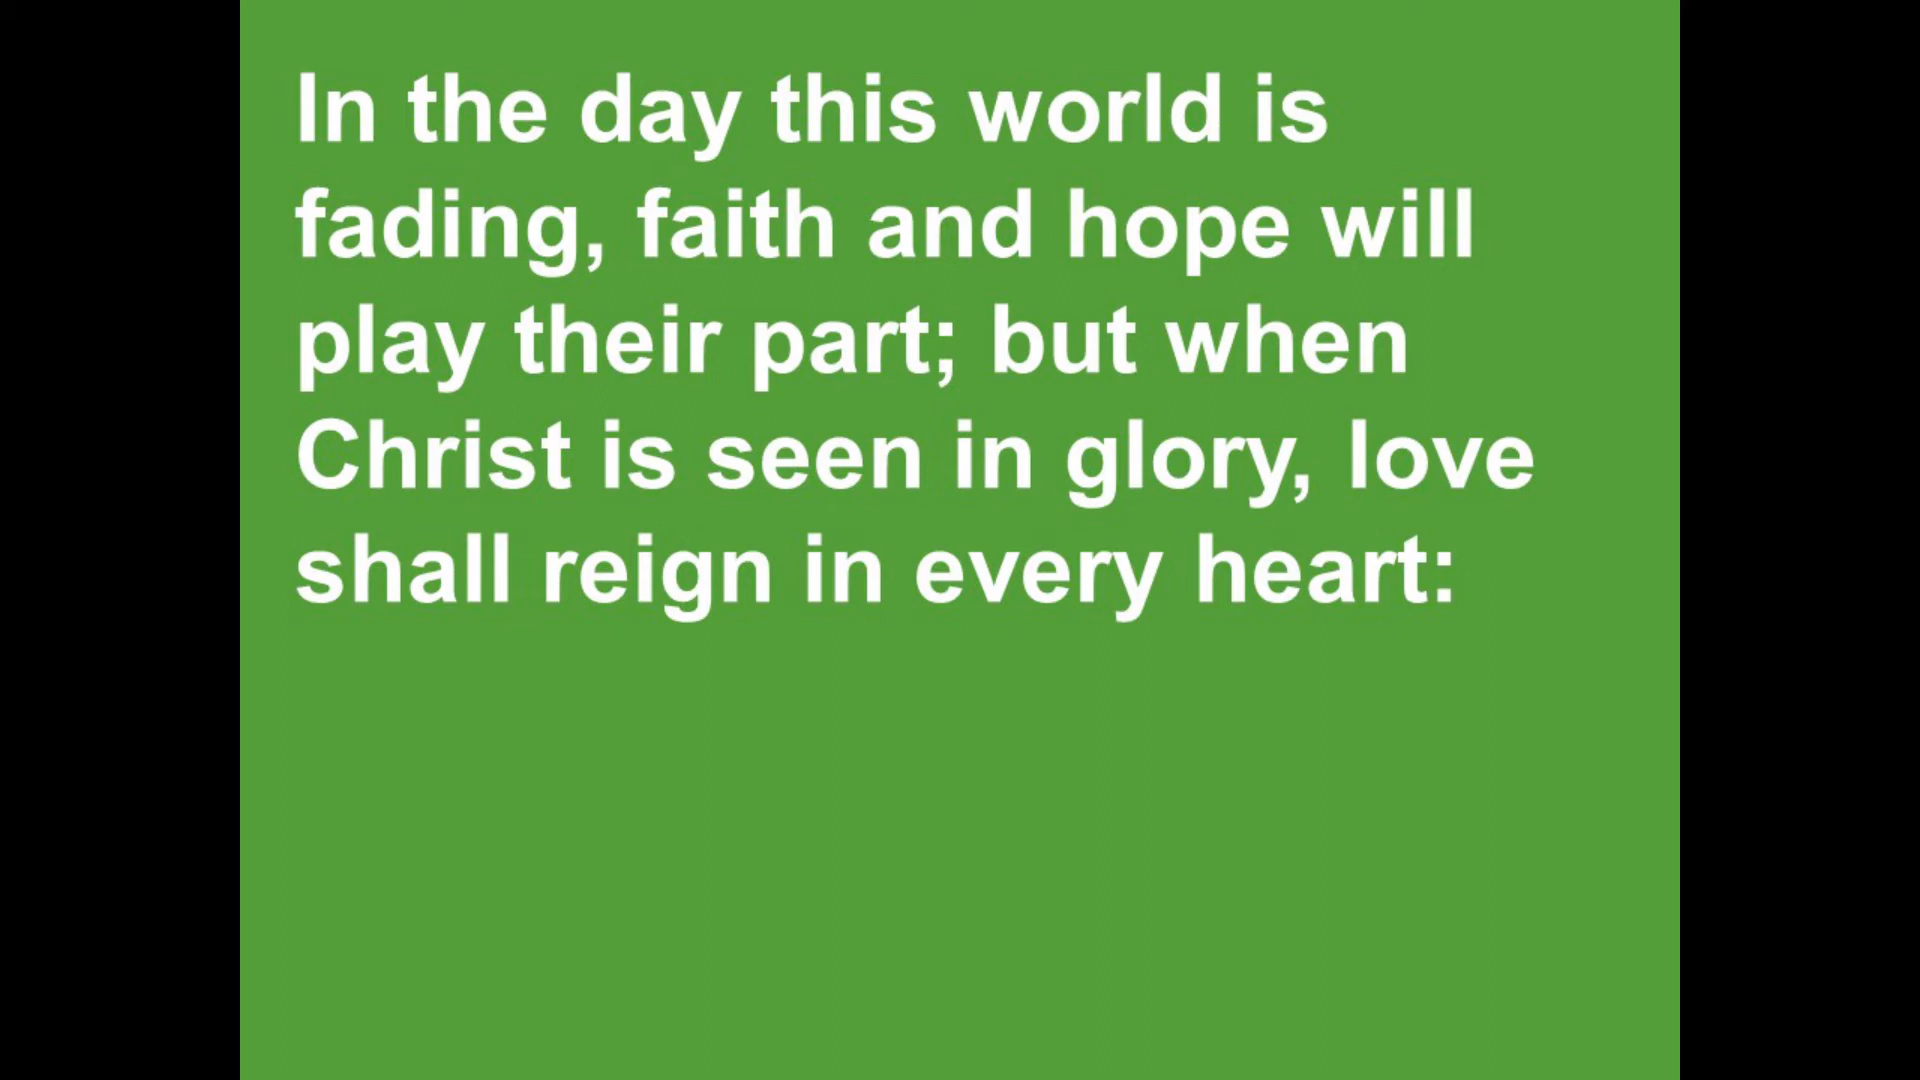 In the day this world is
fading, faith and hope will
play their part; but when
Christ is seen in glory, love
shall reign in every heart: